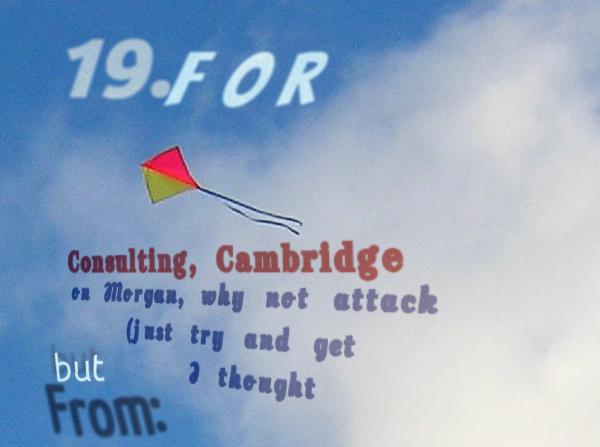 19. FOR
Consulting, Cambridge
on Morgan, why not attack
(just try and get
I thought
but
From: